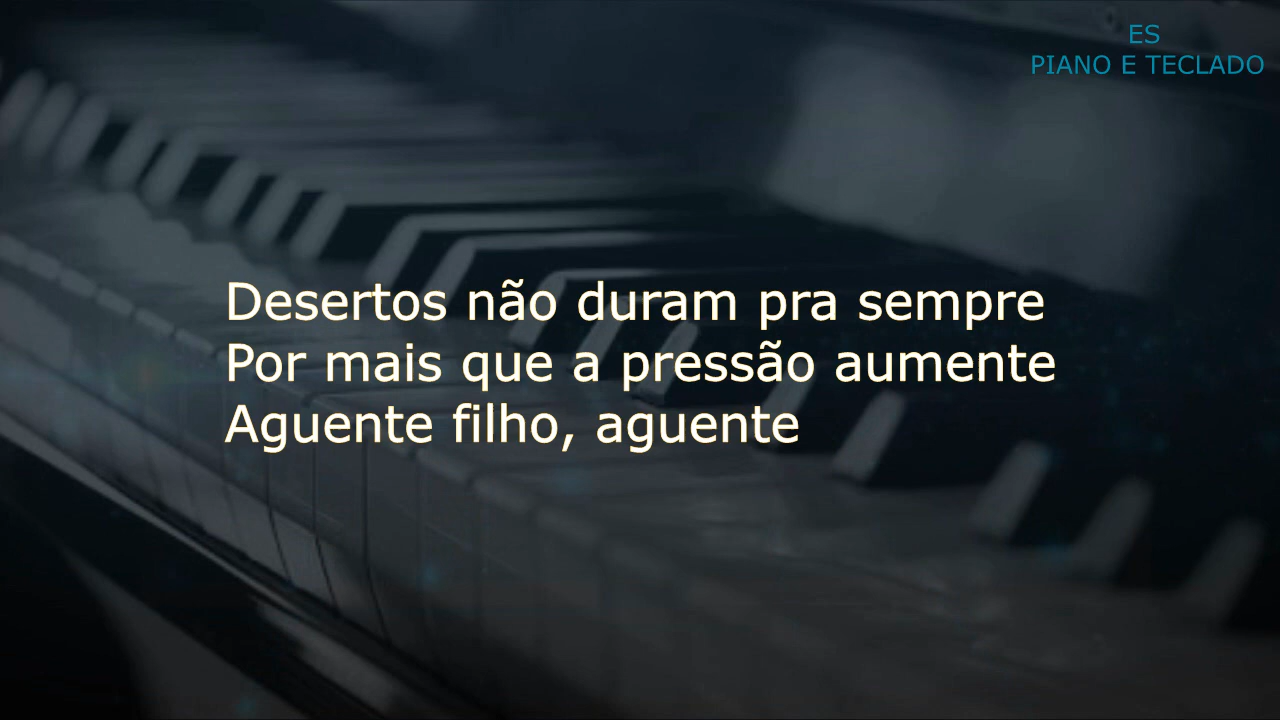 ES
PIANO E TECLADO
Desertos não duram pra sempre
Por mais que a pressão aumente
Aguente filho, aguente